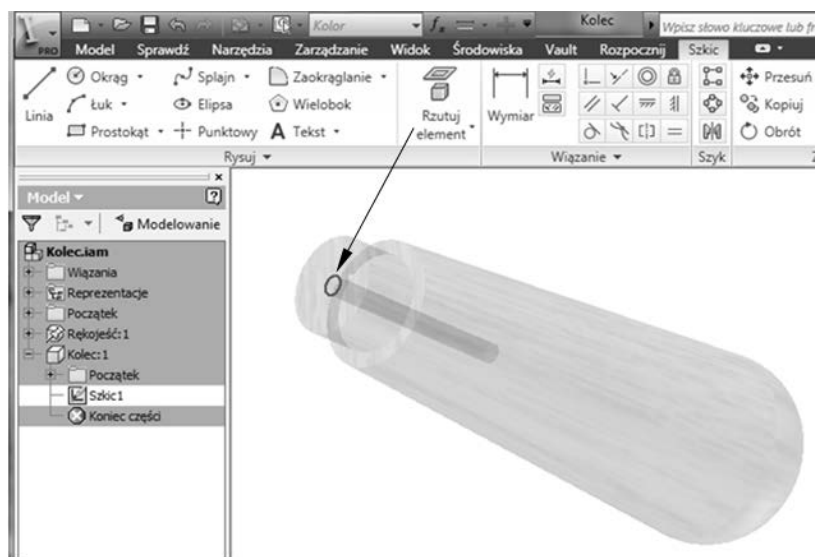 Kolor
Kolec
Wpisz słowo kluczowe lub fr
PRO Model Sprawdź Narzędzia Zarządzanie Widok Środowiska Vault Rozpocznij Szkic
Linia
Okrąg Splajn Zaokrąglanie
Łuk Elipsa Wielobok
Prostokąt Punktowy A Tekst
Rzutuj element
Wymiar
Przesuń
Kopiuj
Obrót
Rysuj Wiązanie Szyk
Model
Modelowanie
Kolec.iam
Wiązania
Reprezentacje
Początek
Rękojeść:1
Kolec:1
Początek
Szkic1
Koniec części